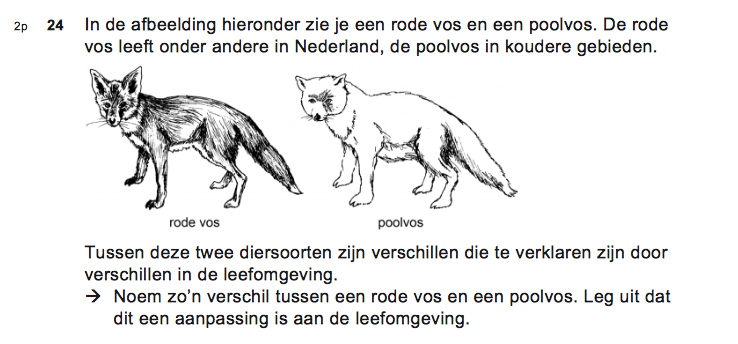 2p 24 In de afbeelding hieronder zie je een rode vos en een poolvos. De rode
vos leeft onder andere in Nederland, de poolvos in koudere gebieden.
rode vos
poolvos
Tussen deze twee diersoorten zijn verschillen die te verklaren zijn door
verschillen in de leefomgeving.
→ Noem zo’n verschil tussen een rode vos en een poolvos. Leg uit dat
dit een aanpassing is aan de leefomgeving.